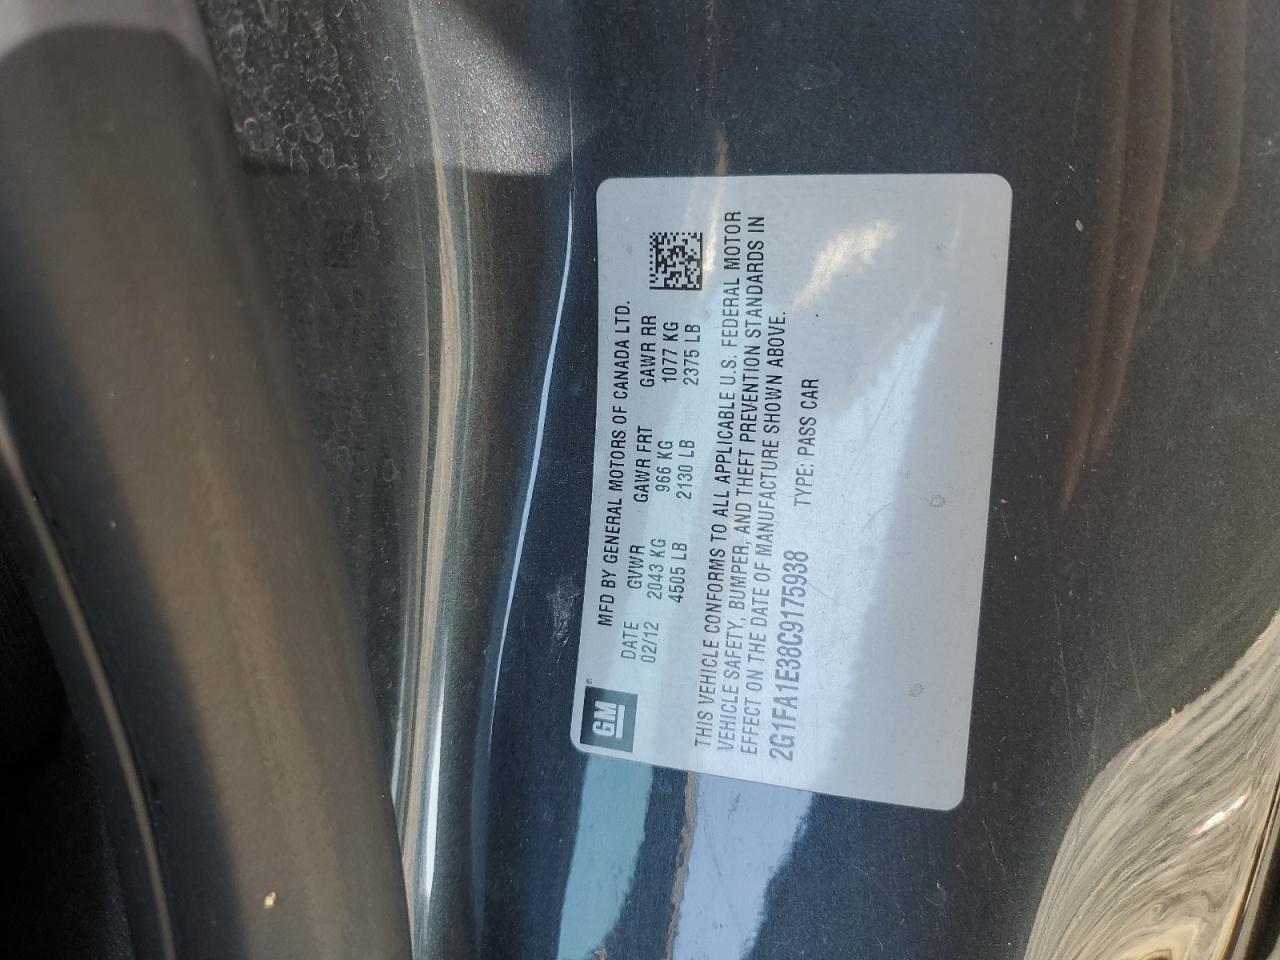 GM
MFD BY GENERAL MOTORS OF CANADA LTD.
DATE GVWR GAWR FRT GAWR RR
02/12 2043 KG 966 KG 1077 KG
4505 LB 2130 LB 2375 LB
THIS VEHICLE CONFORMS TO ALL APPLICABLE U.S. FEDERAL MOTOR
VEHICLE SAFETY, BUMPER, AND THEFT PREVENTION STANDARDS IN
EFFECT ON THE DATE OF MANUFACTURE SHOWN ABOVE.
2G1FA1E38C9175938 TYPE: PASS CAR